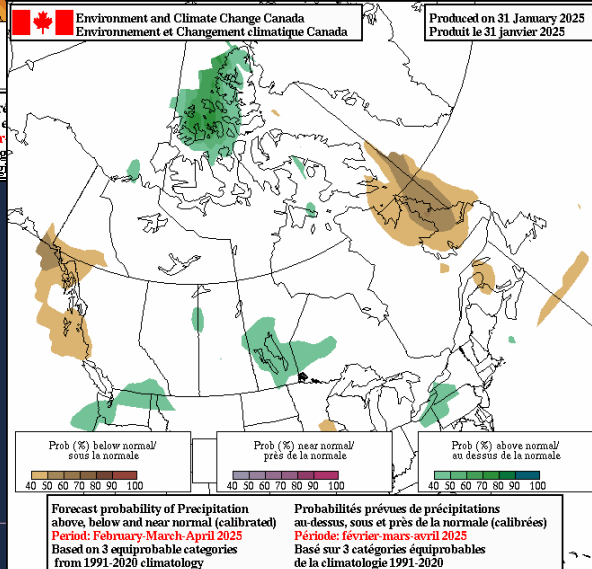 Environment and Climate Change Canada
Environnement et Changement climatique Canada
Produced on 31 January 2025
Produit le 31 janvier 2025
Prob (%) below normal/
sous la normale
40 50 60 70 80 90 100
Prob (%) near normal/
près de la normale
40 50 60 70 80 90 100
Prob (%) above normal/
au dessus de la normale
40 50 60 70 80 90 100
Forecast probability of Precipitation
above, below and near normal (calibrated)
Period: February-March-April 2025
Based on 3 equiprobable categories
from 1991-2020 climatology
Probabilités prévues de précipitations
au-dessus, sous et près de la normale (calibrées)
Période: février-mars-avril 2025
Basé sur 3 catégories équiprobables
de la climatologie 1991-2020